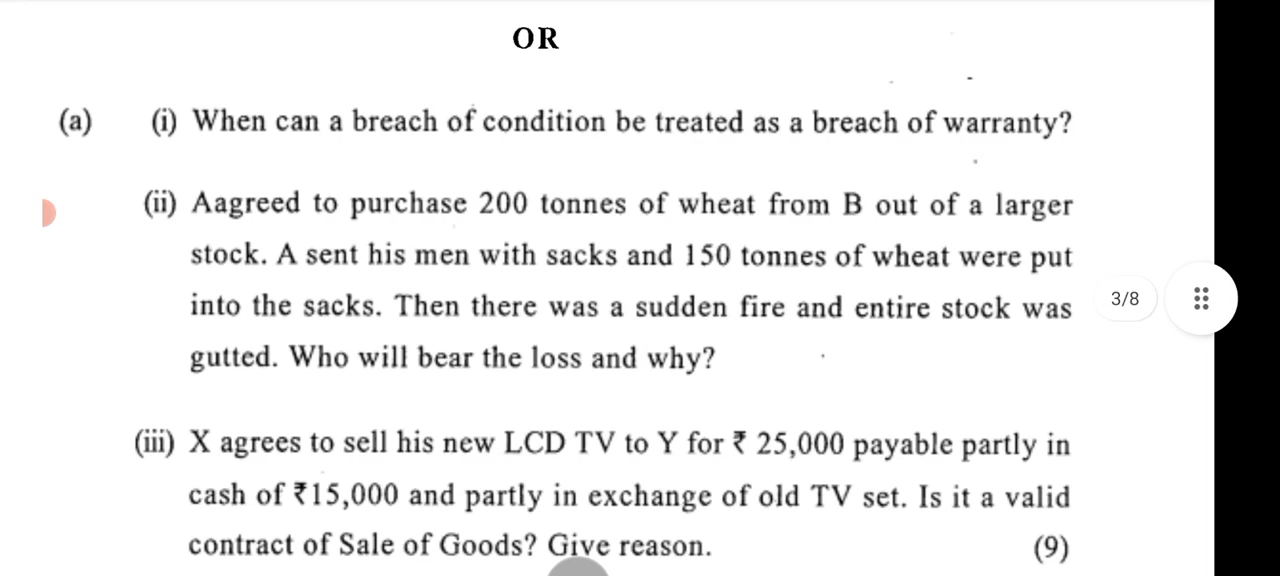 OR
(a) (i) When can a breach of condition be treated as a breach of warranty?
(ii) Aagreed to purchase 200 tonnes of wheat from B out of a larger
stock. A sent his men with sacks and 150 tonnes of wheat were put
into the sacks. Then there was a sudden fire and entire stock was
gutted. Who will bear the loss and why?
3/8
(iii) X agrees to sell his new LCD TV to Y for ₹ 25,000 payable partly in
cash of ₹15,000 and partly in exchange of old TV set. Is it a valid
contract of Sale of Goods? Give reason. (9)